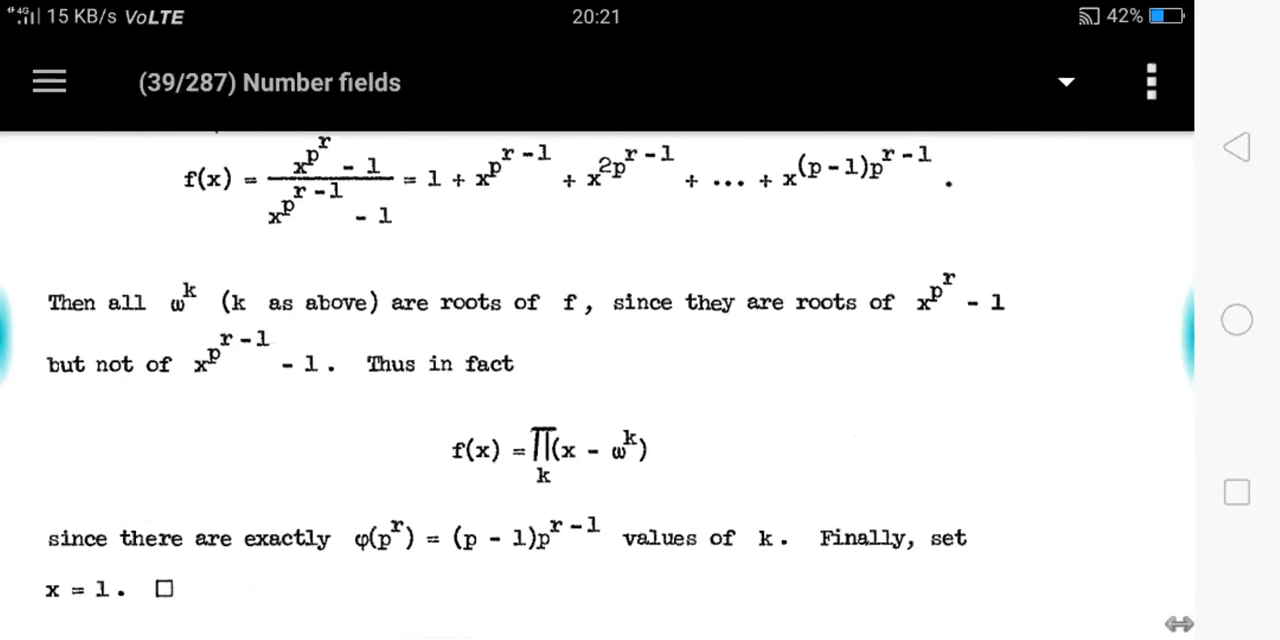 4G 15 KB/s VoLTE 20:21 42%
(39/287) Number fields
f(x) = (x^{p^r} - 1)/(x^{p^{r-1}} - 1) = 1 + x^{p^{r-1}} + x^{2p^{r-1}} + ... + x^{(p-1)p^{r-1}} .
Then all ω^k (k as above) are roots of f, since they are roots of x^{p^r} - 1
but not of x^{p^{r-1}} - 1. Thus in fact
f(x) = ∏_k (x - ω^k)
since there are exactly φ(p^r) = (p - 1)p^{r-1} values of k. Finally, set
x = 1. □